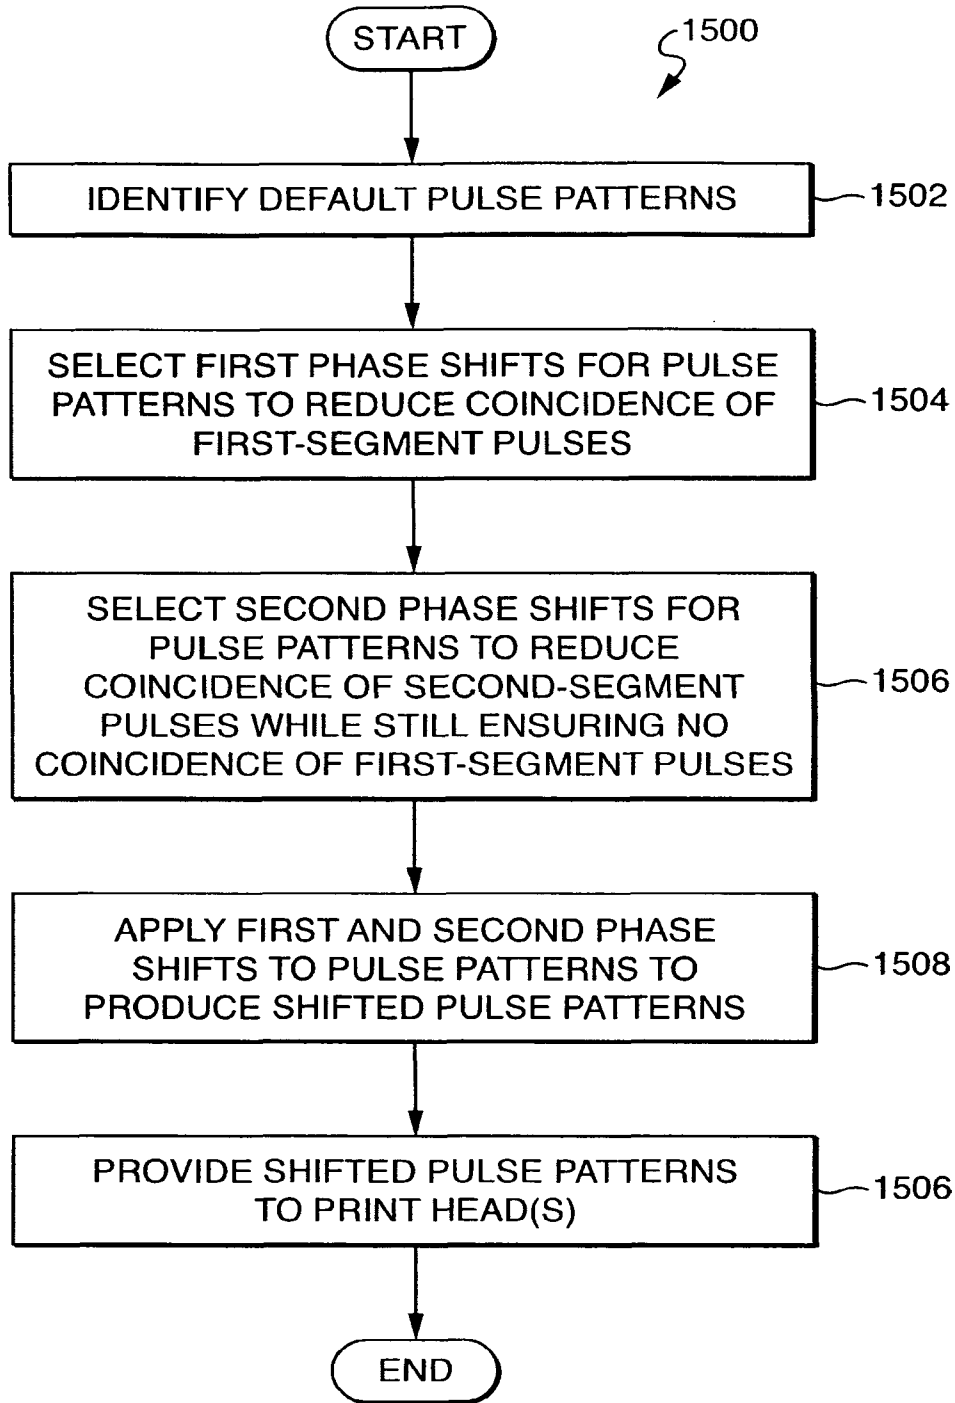 START
1500
IDENTIFY DEFAULT PULSE PATTERNS
1502
SELECT FIRST PHASE SHIFTS FOR PULSE
PATTERNS TO REDUCE COINCIDENCE OF
FIRST-SEGMENT PULSES
1504
SELECT SECOND PHASE SHIFTS FOR
PULSE PATTERNS TO REDUCE
COINCIDENCE OF SECOND-SEGMENT
PULSES WHILE STILL ENSURING NO
COINCIDENCE OF FIRST-SEGMENT PULSES
1506
APPLY FIRST AND SECOND PHASE
SHIFTS TO PULSE PATTERNS TO
PRODUCE SHIFTED PULSE PATTERNS
1508
PROVIDE SHIFTED PULSE PATTERNS
TO PRINT HEAD(S)
1506
END